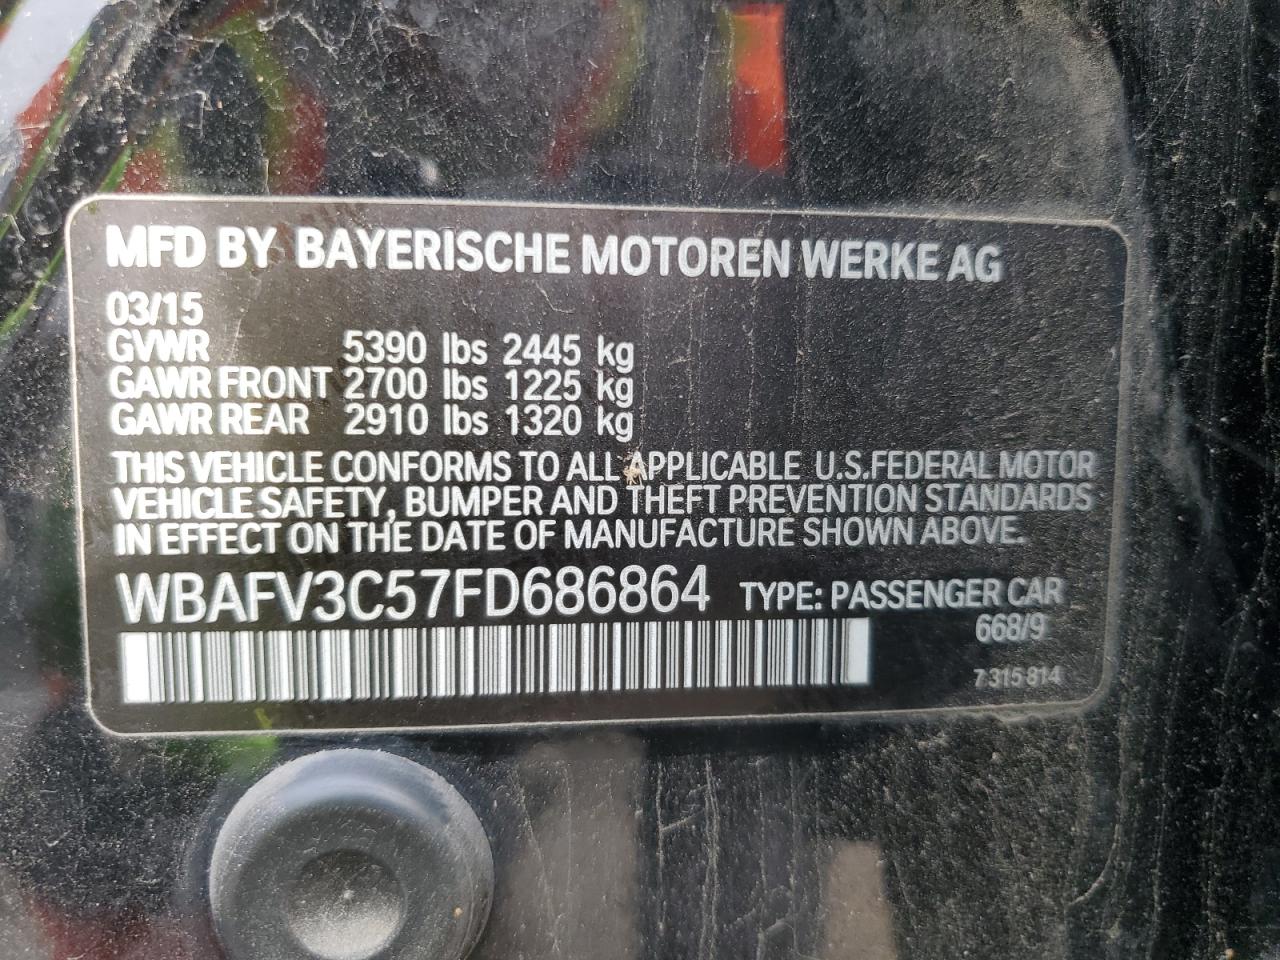 MFD BY BAYERISCHE MOTOREN WERKE AG
03/15
GVWR 5390 lbs 2445 kg
GAWR FRONT 2700 lbs 1225 kg
GAWR REAR 2910 lbs 1320 kg
THIS VEHICLE CONFORMS TO ALL APPLICABLE U.S.FEDERAL MOTOR
VEHICLE SAFETY, BUMPER AND THEFT PREVENTION STANDARDS
IN EFFECT ON THE DATE OF MANUFACTURE SHOWN ABOVE.
WBAFV3C57FD686864 TYPE: PASSENGER CAR
668/9
7 315 814